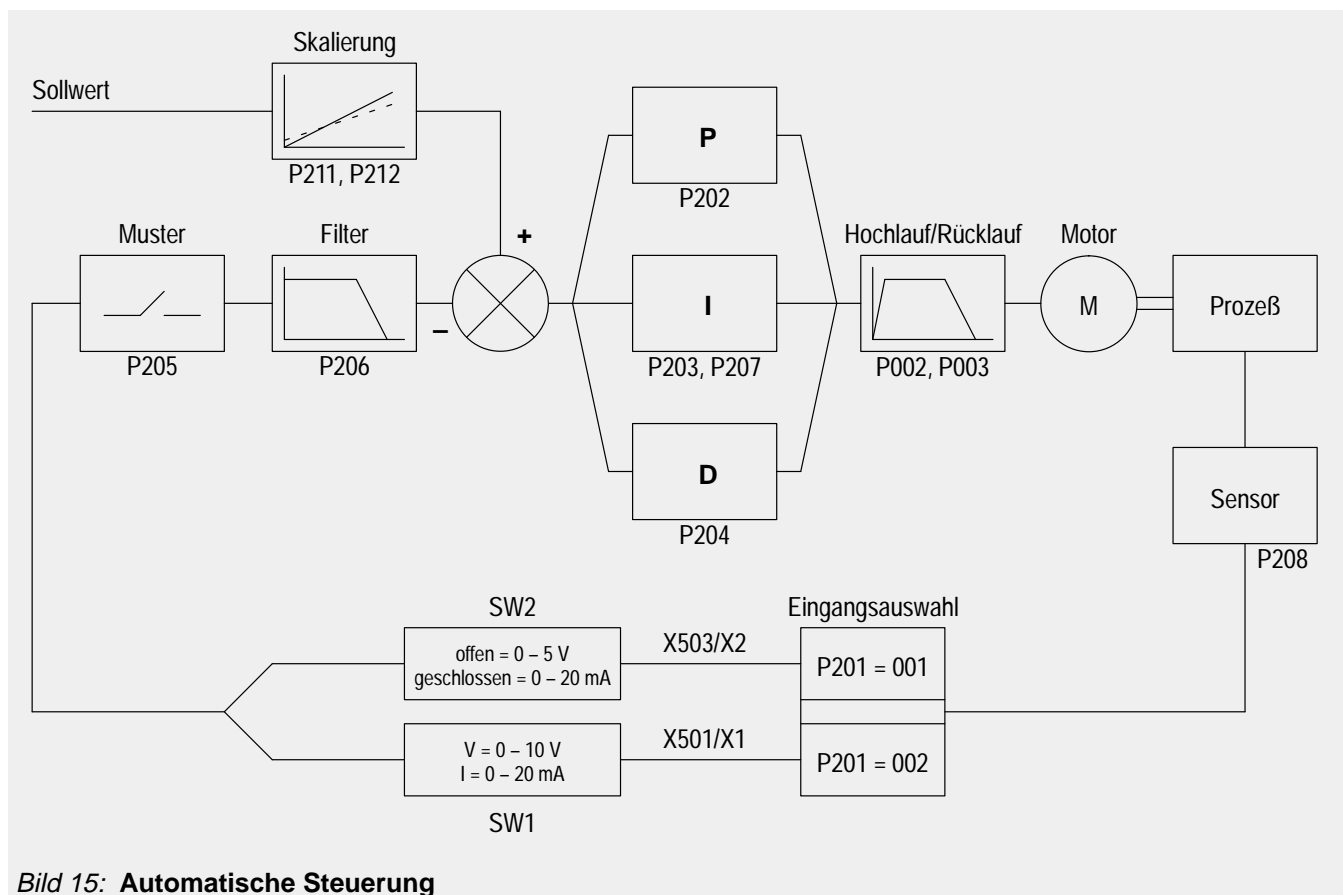 Skalierung
Sollwert
P211, P212
P
P202
Muster
Filter
+
–
P205
P206
I
P203, P207
Hochlauf/Rücklauf
P002, P003
Motor
M
Prozeß
D
P204
Sensor
P208
SW2
offen = 0 – 5 V
geschlossen = 0 – 20 mA
X503/X2
Eingangsauswahl
P201 = 001
V = 0 – 10 V
I = 0 – 20 mA
SW1
X501/X1
P201 = 002
Bild 15: Automatische Steuerung